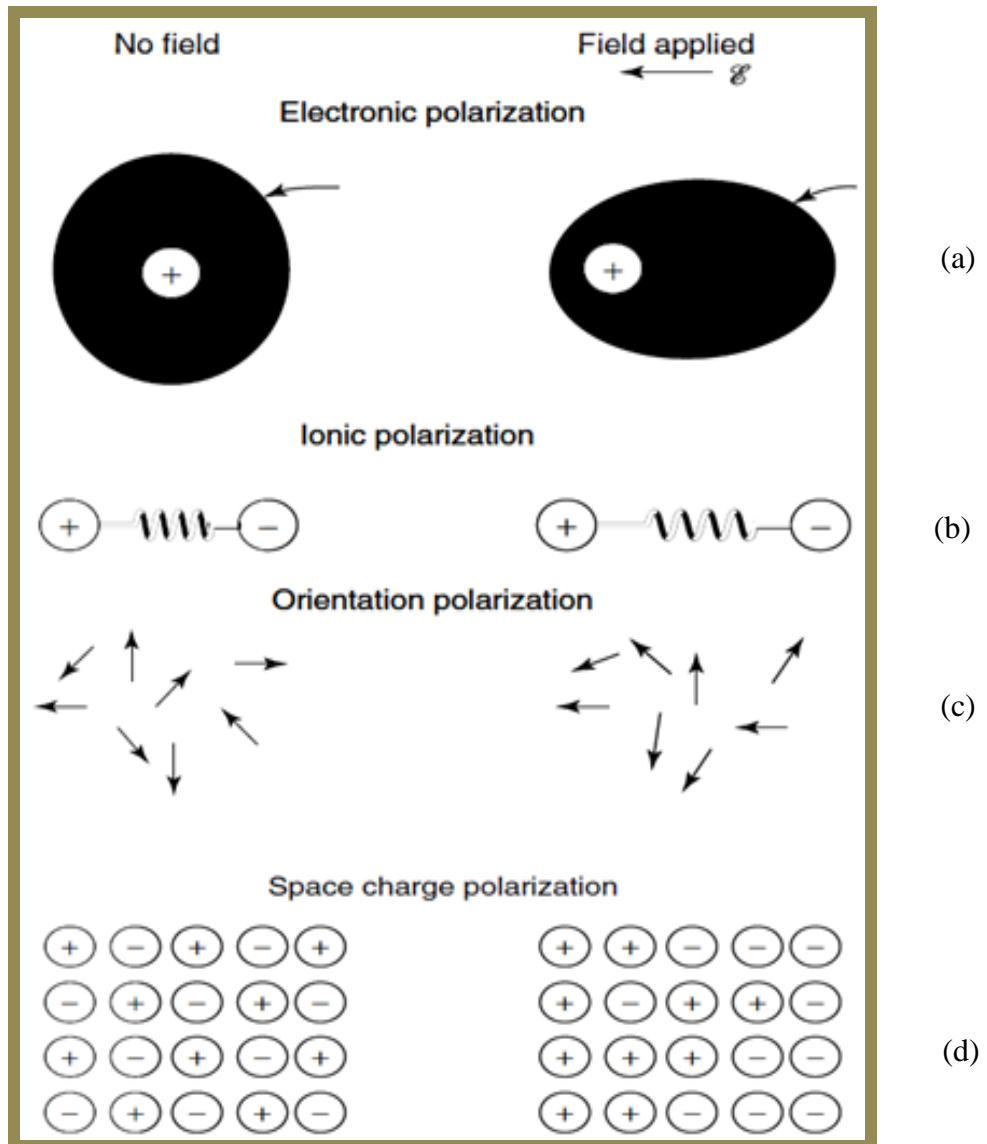 No field Field applied
ℰ
Electronic polarization
+ +
(a)
Ionic polarization
+ − + −
(b)
Orientation polarization
(c)
Space charge polarization
+ − + − + + + − − −
− + − + − + − + + −
+ − + − + + + + − −
(d)
− + − + − + + − − −